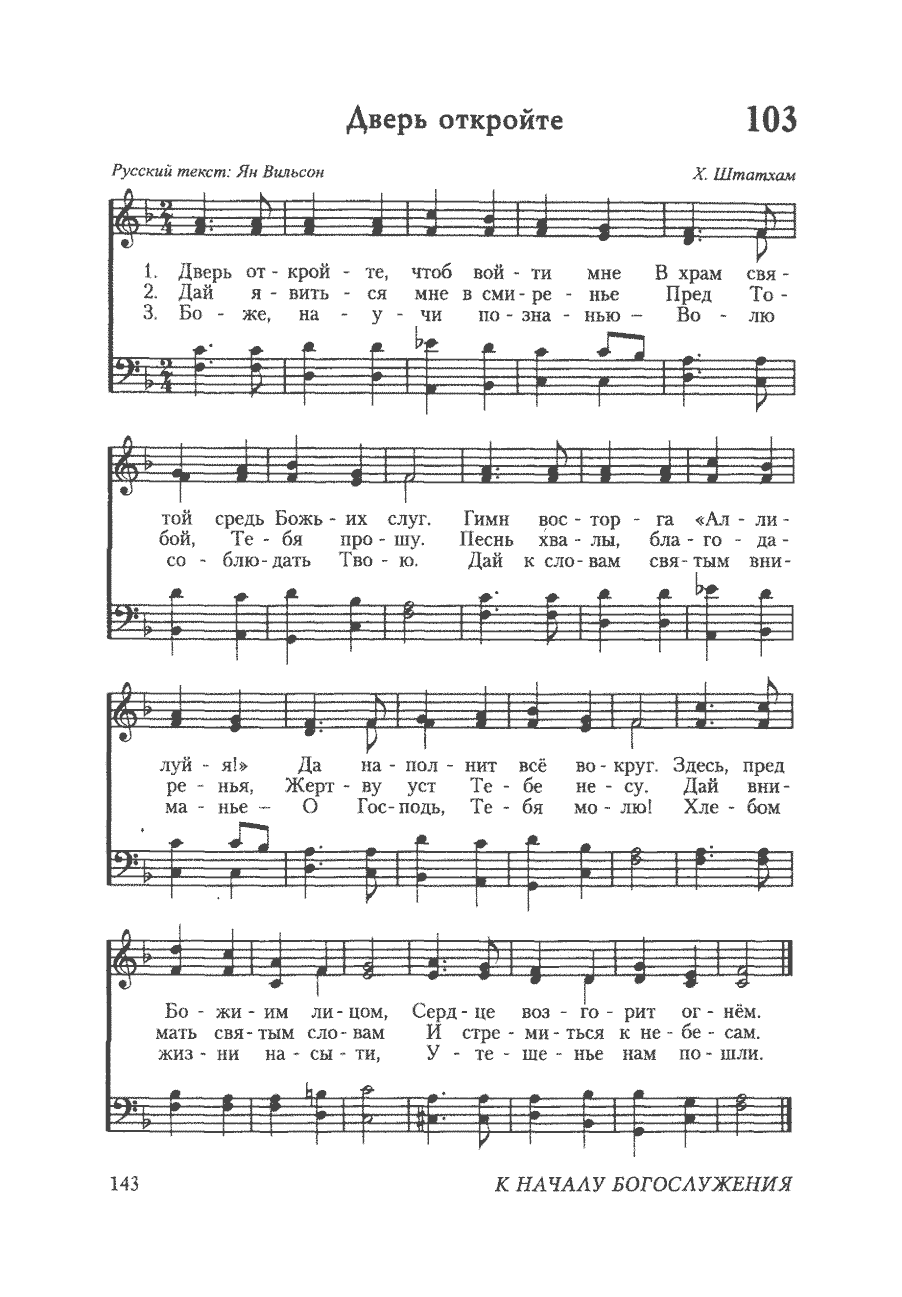 Дверь откройте 103
Русский текст: Ян Вильсон Х. Штатхам
1. Дверь от - крой - те, чтоб вой - ти мне В храм свя -
2. Дай я - вить - ся мне в сми - ре - нье Пред То -
3. Бо - же, на - у - чи по - зна - нью – Во - лю
той средь Божь - их слуг. Гимн вос - тор - га «Ал - ли -
бой, Те - бя про - шу. Песнь хва - лы, бла - го - да -
со - блю - дать Тво - ю. Дай к сло - вам свя - тым вни -
луй - я!» Да на - пол - нит всё во - круг. Здесь, пред
ре - нья, Жерт - ву уст Те - бе не - су. Дай вни -
ма - нье – О Гос - подь, Те - бя мо - лю! Хле - бом
Бо - жи - им ли - цом, Серд - це воз - го - рит ог - нём.
мать свя - тым сло - вам И стре - ми - ться к не - бе - сам.
жиз - ни на - сы - ти, У - те - ше - нье нам по - шли.
143 К НАЧАЛУ БОГОСЛУЖЕНИЯ